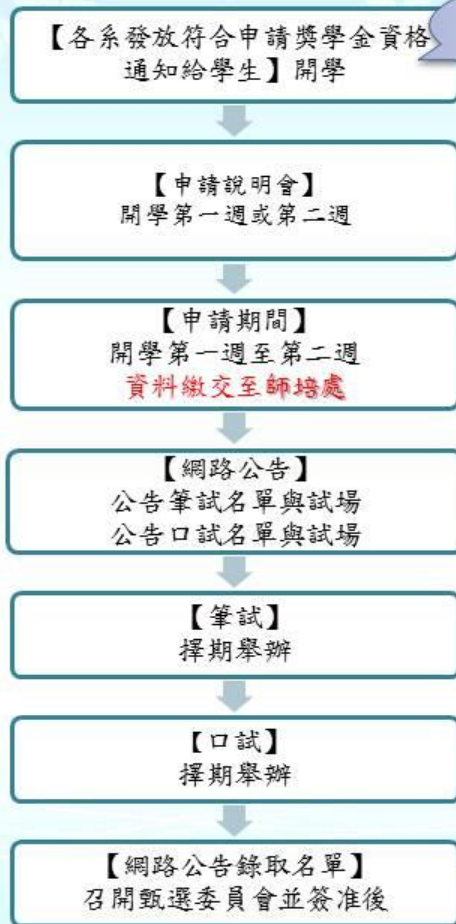 【各系發放符合申請獎學金資格
通知給學生】開學
【申請說明會】
開學第一週或第二週
【申請期間】
開學第一週至第二週
資料繳交至師培處
【網路公告】
公告筆試名單與試場
公告口試名單與試場
【筆試】
擇期舉辦
【口試】
擇期舉辦
【網路公告錄取名單】
召開甄選委員會並簽准後